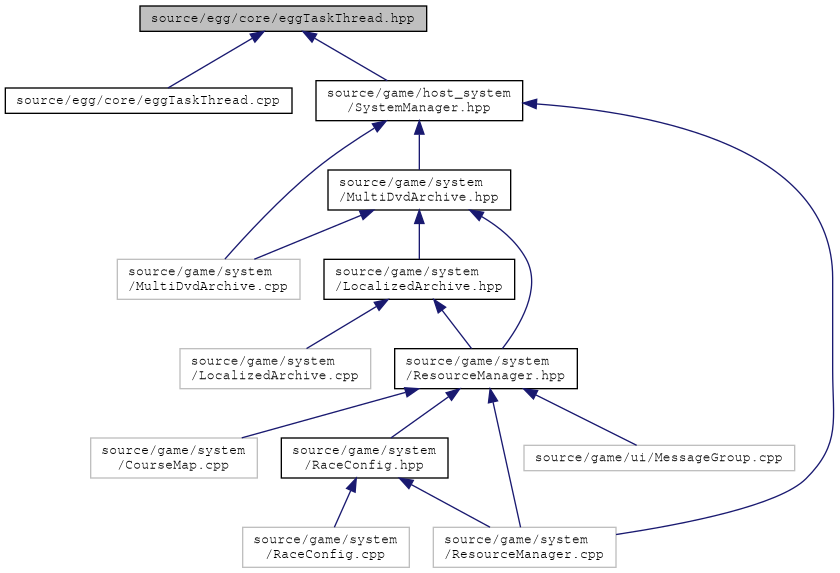 source/egg/core/eggTaskThread.hpp
source/egg/core/eggTaskThread.cpp
source/game/host_system
/SystemManager.hpp
source/game/system
/MultiDvdArchive.hpp
source/game/system
/MultiDvdArchive.cpp
source/game/system
/LocalizedArchive.hpp
source/game/system
/LocalizedArchive.cpp
source/game/system
/ResourceManager.hpp
source/game/system
/CourseMap.cpp
source/game/system
/RaceConfig.hpp
source/game/ui/MessageGroup.cpp
source/game/system
/RaceConfig.cpp
source/game/system
/ResourceManager.cpp